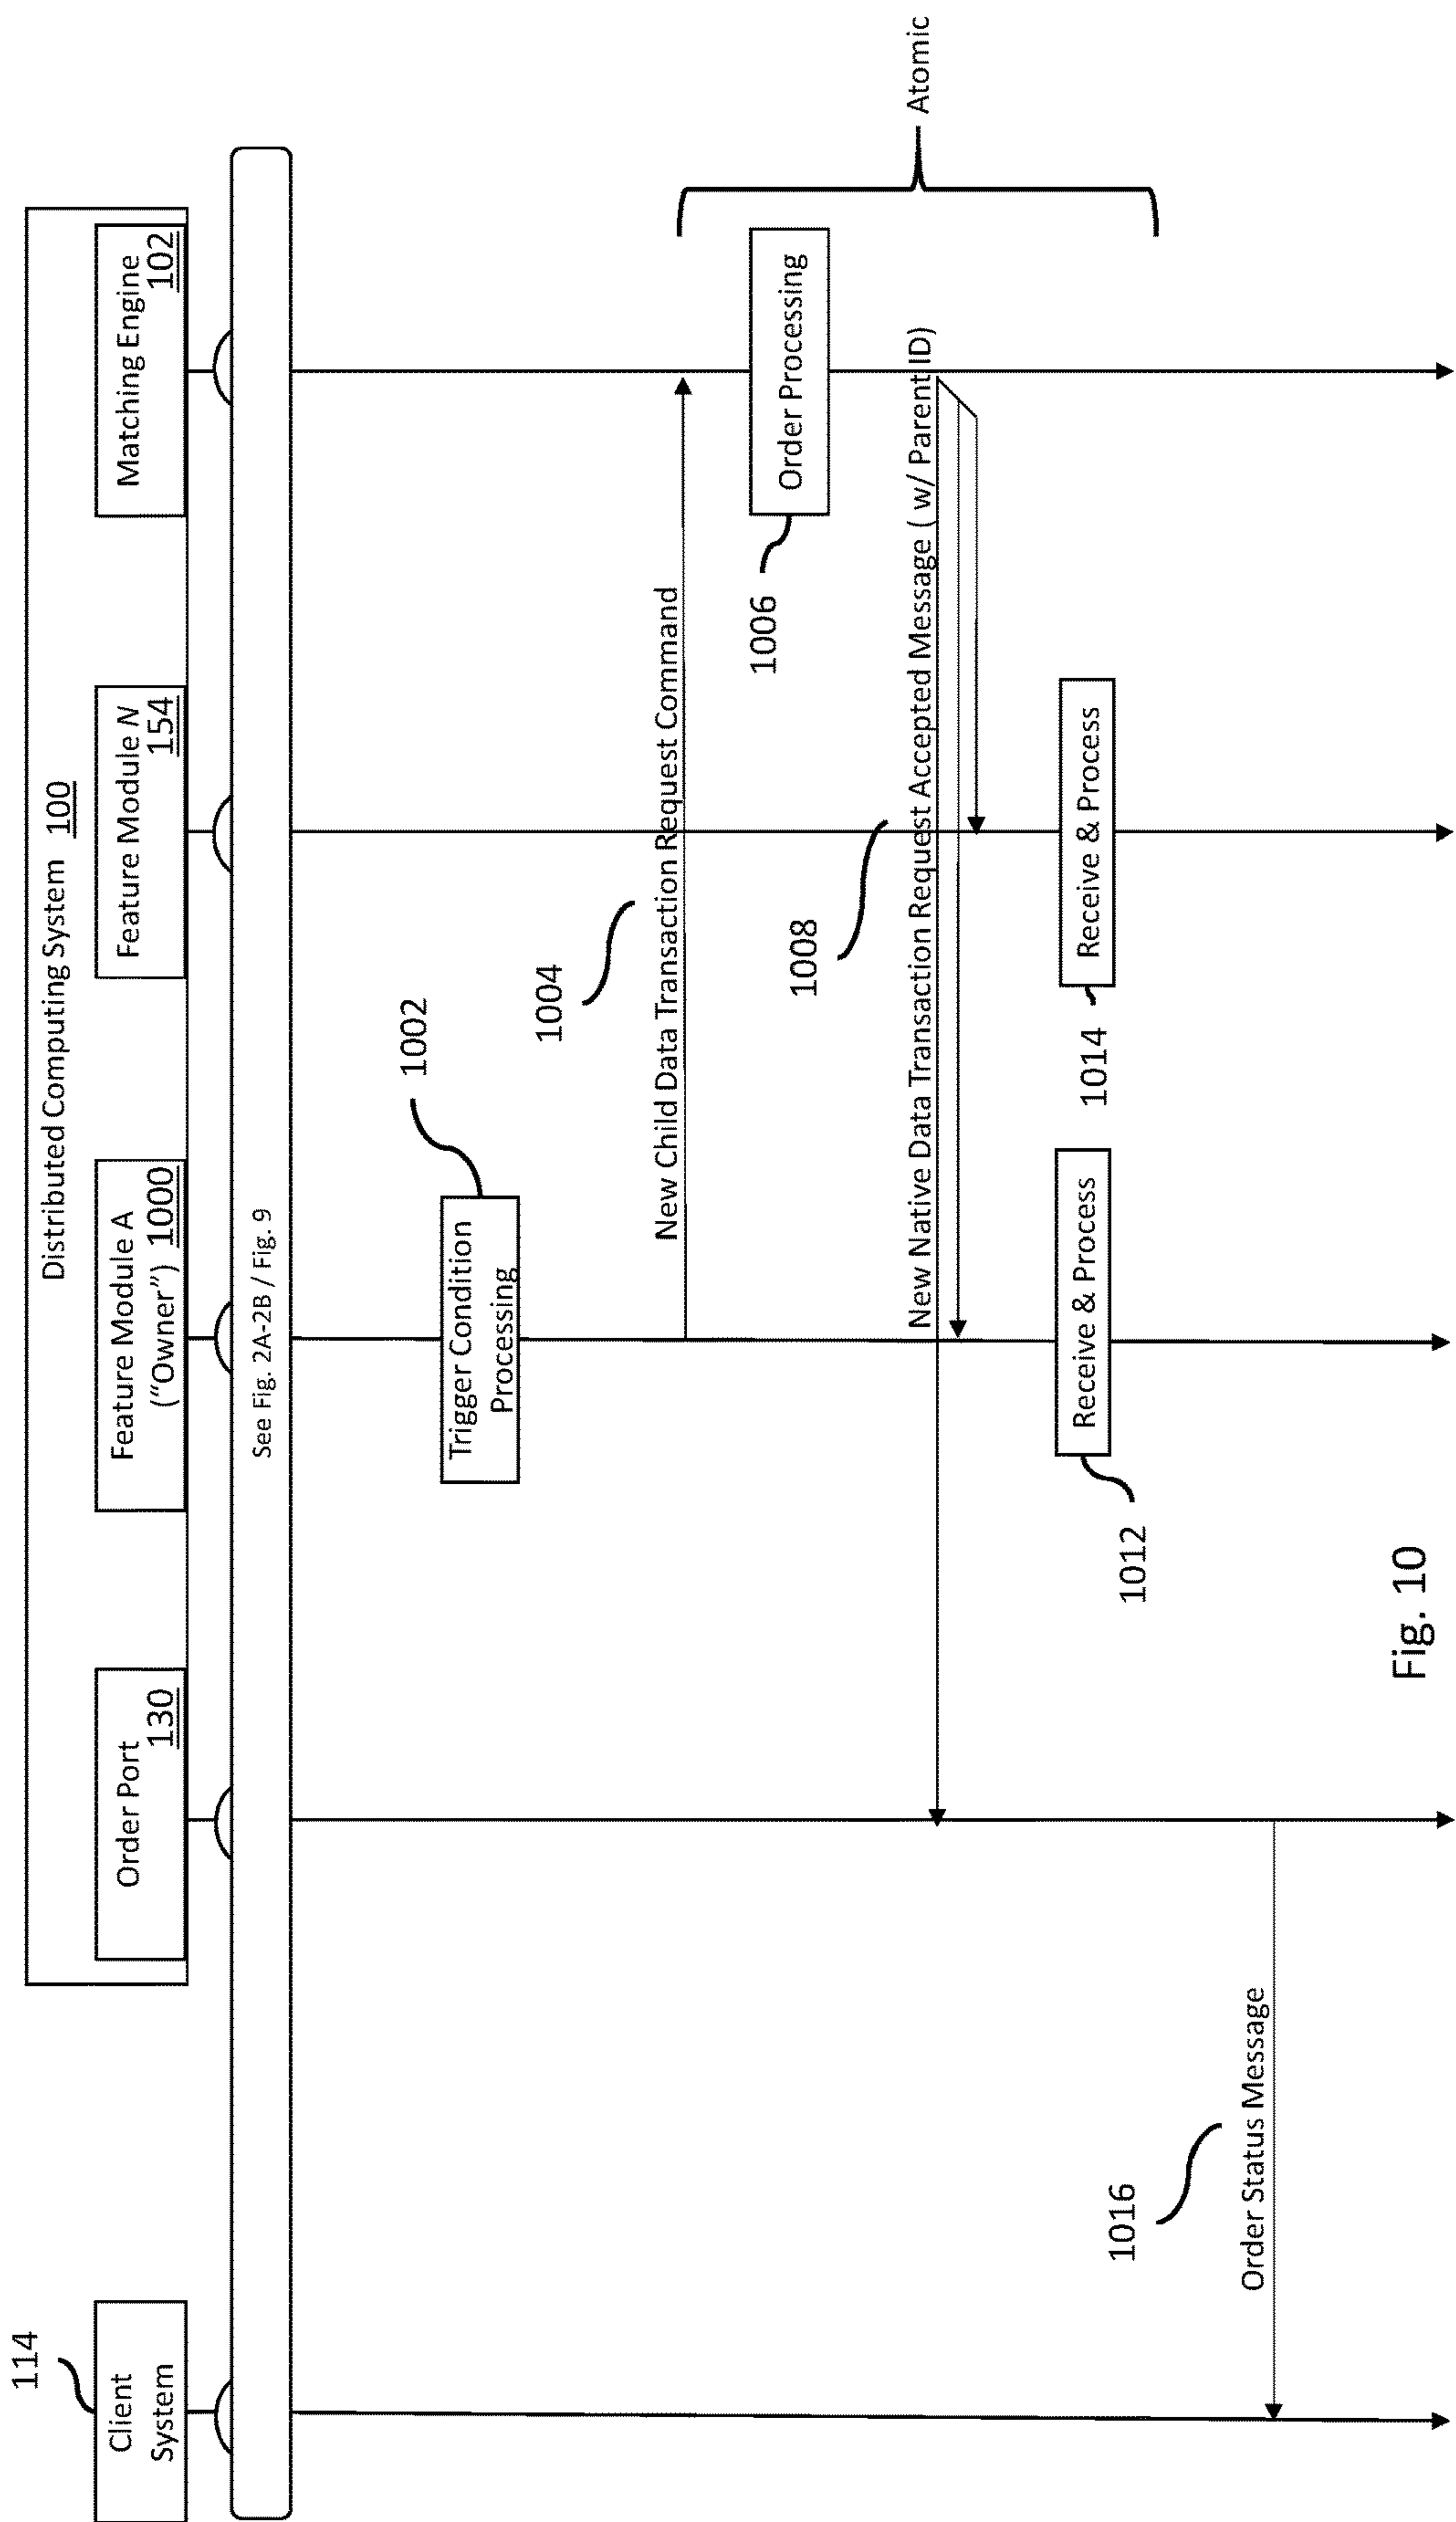 114
Client
System
Distributed Computing System 100
Order Port
130
Feature Module A
("Owner") 1000
Feature Module N
154
Matching Engine
102
See Fig. 2A-2B / Fig. 9
Trigger Condition
Processing
1002
1004
New Child Data Transaction Request Command
Order Processing
1006
1008
New Native Data Transaction Request Accepted Message ( w/ Parent ID)
Atomic
Receive & Process
1012
Receive & Process
1014
1016
Order Status Message
Fig. 10